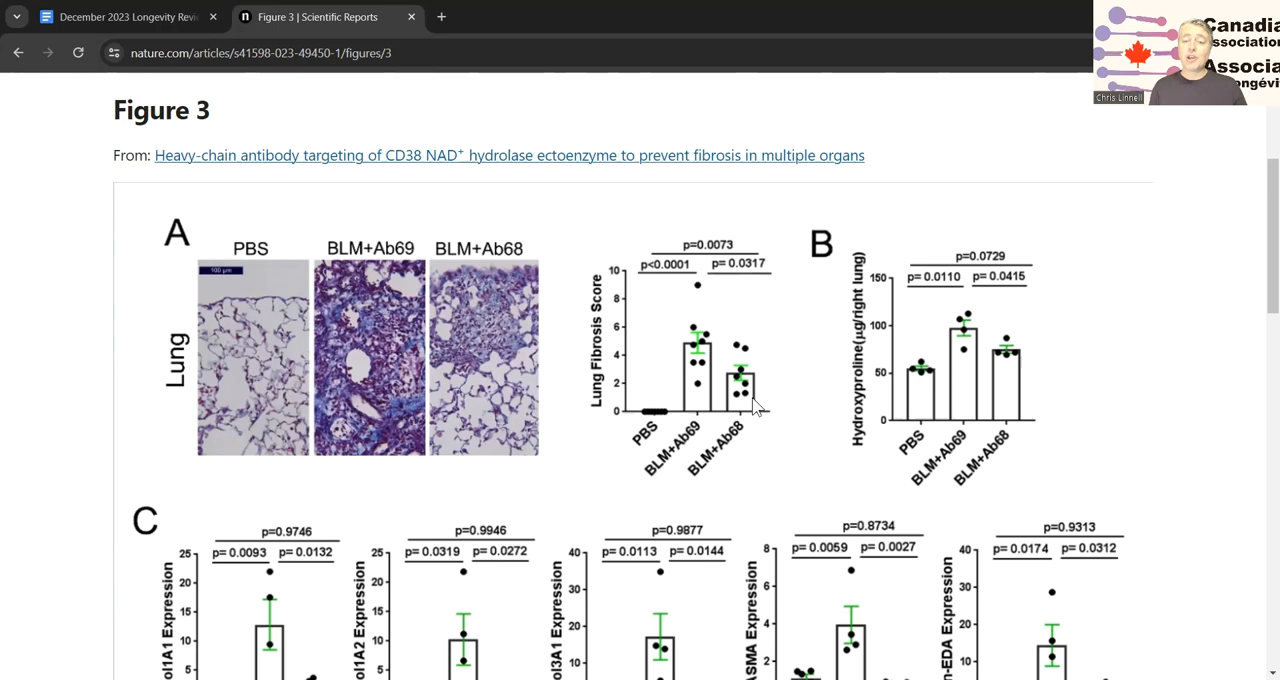 December 2023 Longevity Revi
Figure 3 | Scientific Reports
nature.com/articles/s41598-023-49450-1/figures/3
Canadia
ssociation
Associa
ongévi
Chris Linnell
Figure 3
From: Heavy-chain antibody targeting of CD38 NAD+ hydrolase ectoenzyme to prevent fibrosis in multiple organs
A
PBS
BLM+Ab69
BLM+Ab68
100 μm
Lung
p=0.0073
p<0.0001
p= 0.0317
Lung Fibrosis Score
10
8
6
4
2
0
PBS
BLM+Ab69
BLM+Ab68
B
p=0.0729
p= 0.0110
p= 0.0415
Hydroxyproline(μg/right lung)
150
100
50
0
PBS
BLM+Ab69
BLM+Ab68
C
p=0.9746
p= 0.0093
p= 0.0132
ol1A1 Expression
25
20
15
10
5
p=0.9946
p= 0.0319
p= 0.0272
ol1A2 Expression
25
20
15
10
5
p=0.9877
p= 0.0113
p= 0.0144
ol3A1 Expression
40
30
20
10
p=0.8734
p= 0.0059
p= 0.0027
ASMA Expression
8
6
4
2
p=0.9313
p= 0.0174
p= 0.0312
n-EDA Expression
40
30
20
10